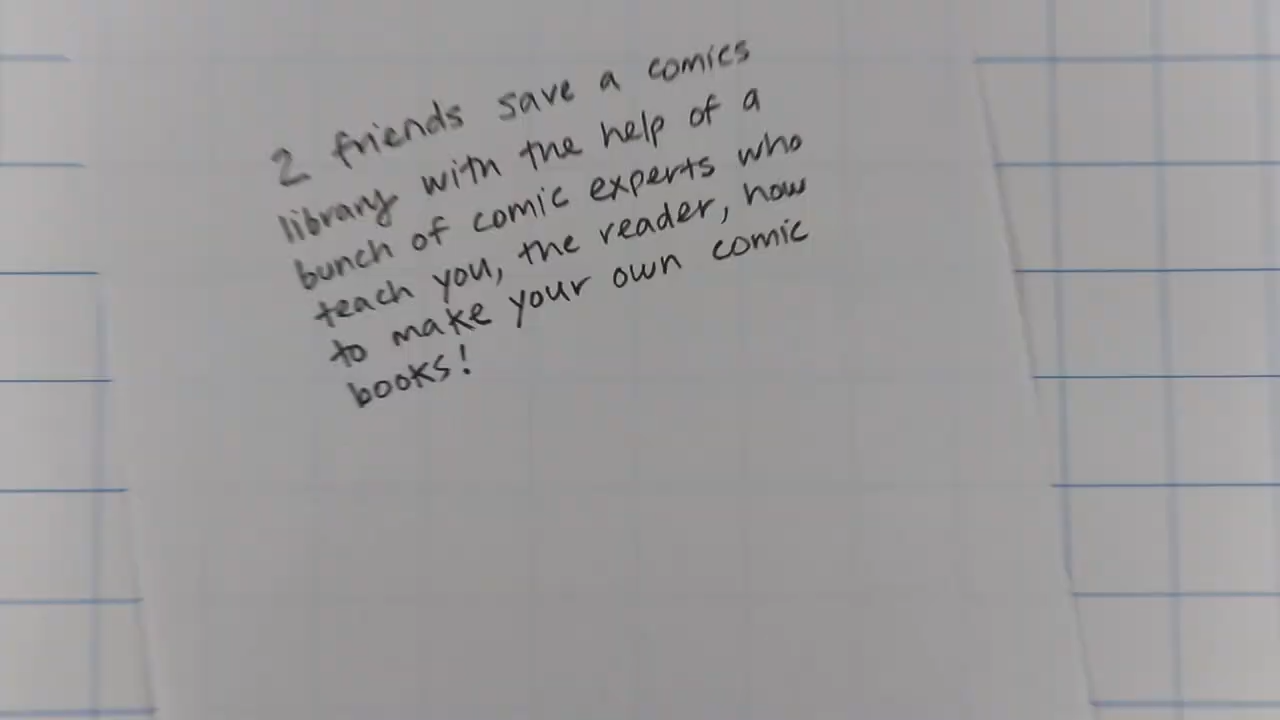 2 friends save a comics
library with the help of a
bunch of comic experts who
teach you, the reader, how
to make your own comic
books!